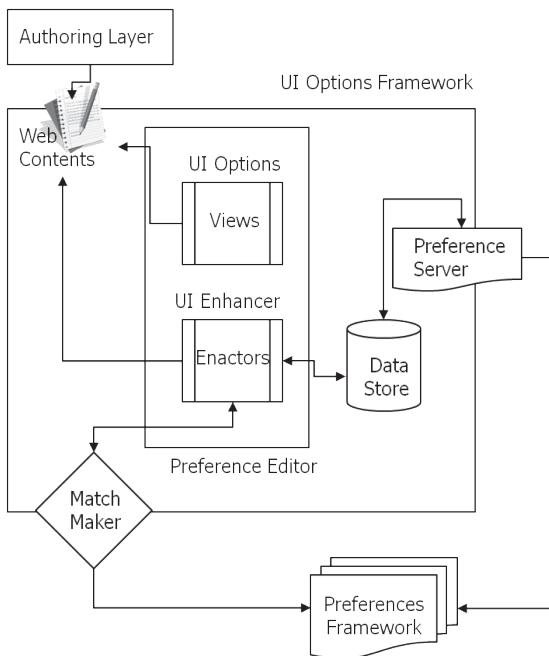 Authoring Layer
UI Options Framework
Web
Contents
UI Options
Views
Preference
Server
UI Enhancer
Enactors
Data
Store
Preference Editor
Match
Maker
Preferences
Framework